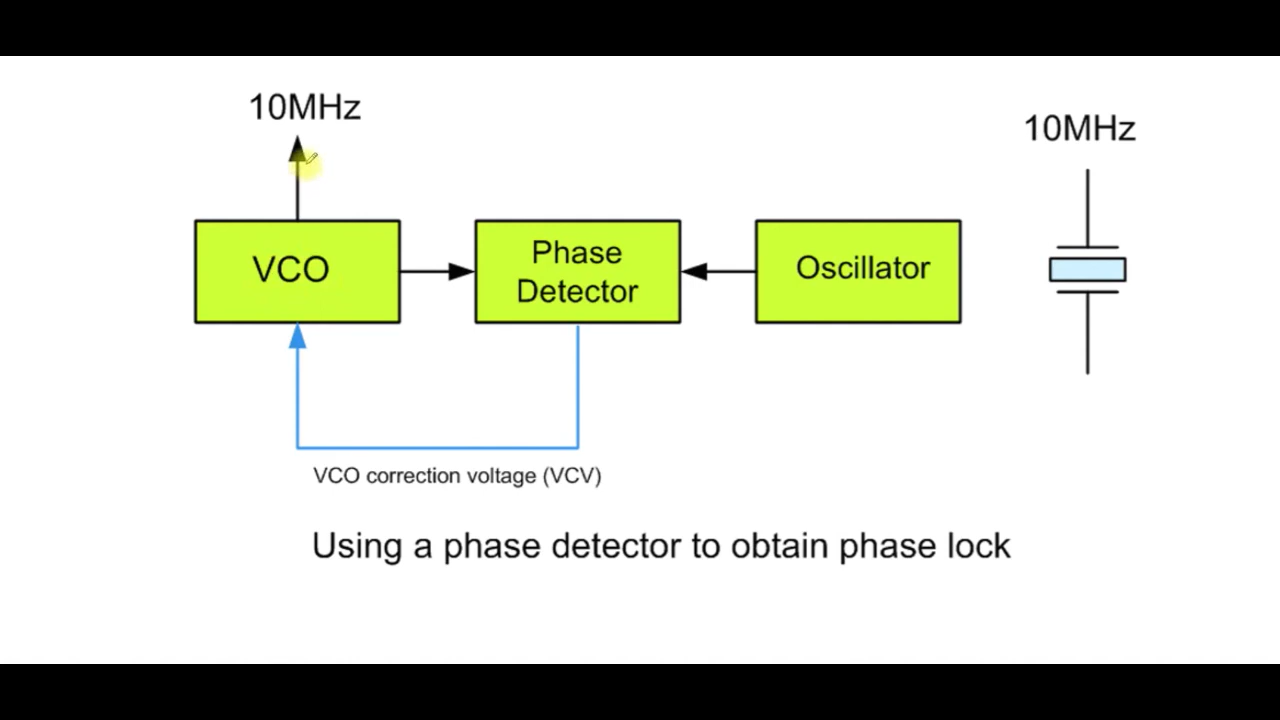 10MHz
10MHz
VCO
Phase
Detector
Oscillator
VCO correction voltage (VCV)
Using a phase detector to obtain phase lock